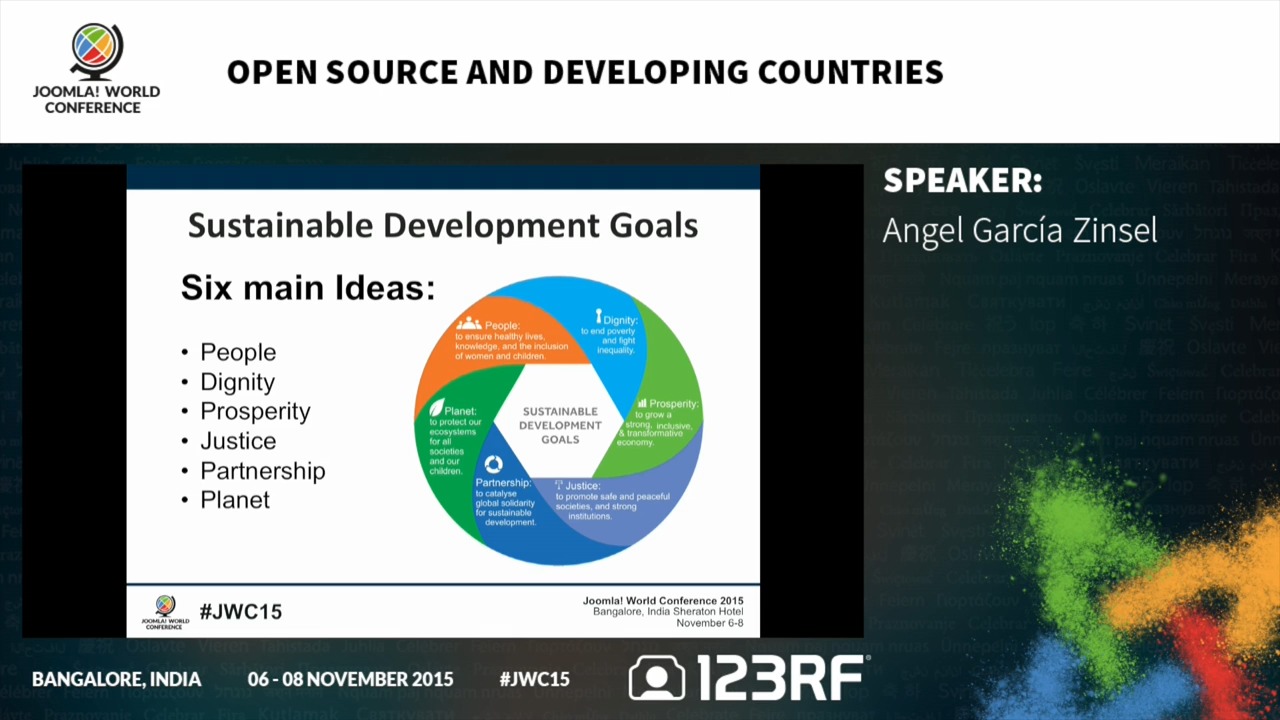 JOOMLA! WORLD
CONFERENCE
OPEN SOURCE AND DEVELOPING COUNTRIES
SPEAKER:
Angel García Zinsel
Sustainable Development Goals
Six main Ideas:
• People
• Dignity
• Prosperity
• Justice
• Partnership
• Planet
People:
to ensure healthy lives,
knowledge, and the inclusion
of women and children.
Dignity:
to end poverty
and fight
inequality.
Prosperity:
to grow a
strong, inclusive,
& transformative
economy.
Justice:
to promote safe and peaceful
societies, and strong
institutions.
Partnership:
to catalyse
global solidarity
for sustainable
development.
Planet:
to protect our
ecosystems
for all
societies
and our
children.
SUSTAINABLE
DEVELOPMENT
GOALS
JOOMLA! WORLD
CONFERENCE
#JWC15
Joomla! World Conference 2015
Bangalore, India Sheraton Hotel
November 6-8
BANGALORE, INDIA 06 - 08 NOVEMBER 2015 #JWC15 123RF®